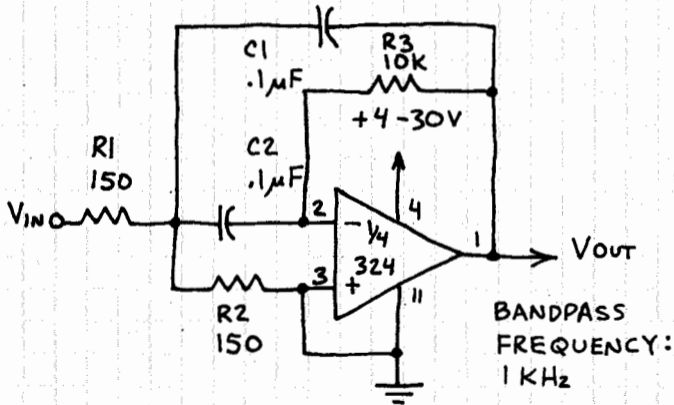 C1
.1µF
R3
10K
+4-30V
R1
150
C2
.1µF
VINO
2
4
- 1/4
1
324
3
+
11
VOUT
R2
150
BANDPASS
FREQUENCY:
1 KHz